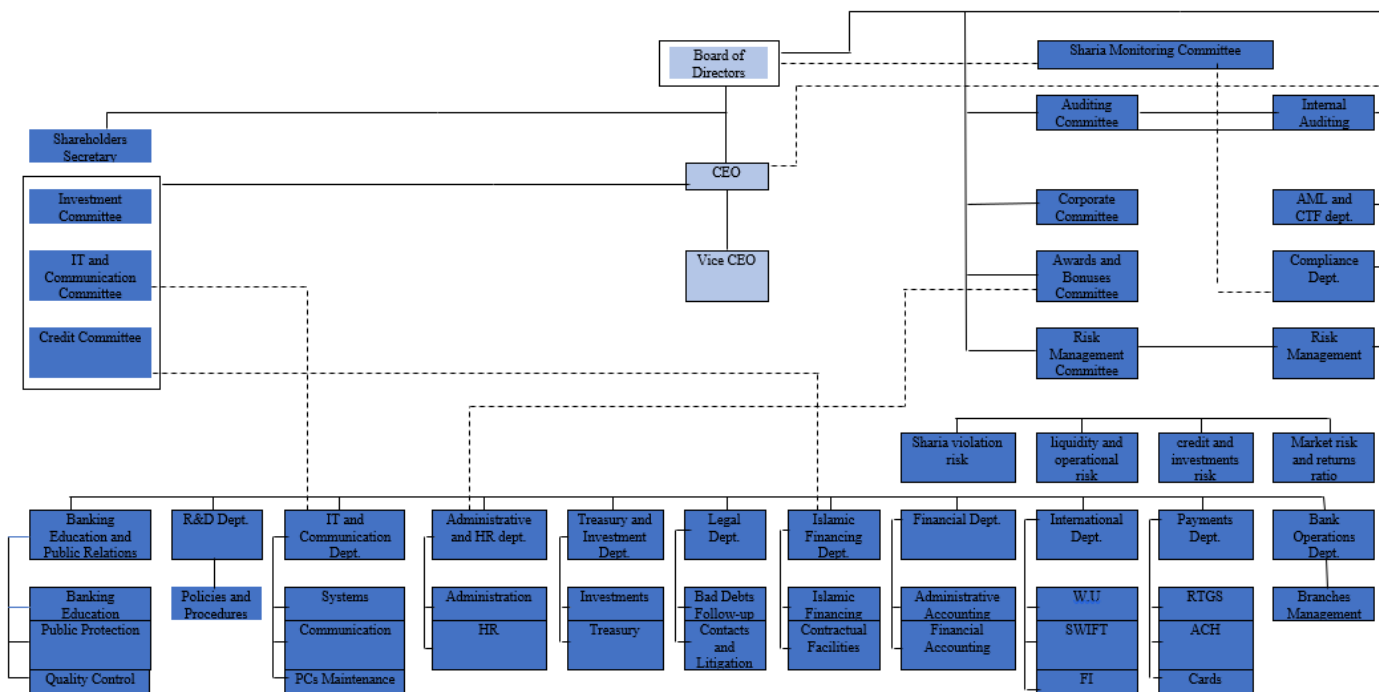 Board of
Directors
Sharia Monitoring Committee
Auditing
Committee
Internal
Auditing
Shareholders
Secretary
CEO
Investment
Committee
Corporate
Committee
AML and
CTF dept.
IT and
Communication
Committee
Vice CEO
Awards and
Bonuses
Committee
Compliance
Dept.
Credit Committee
Risk
Management
Committee
Risk
Management
Sharia violation
risk
liquidity and
operational
risk
credit and
investments
risk
Market risk
and returns
ratio
Banking
Education and
Public Relations
R&D Dept.
IT and
Communication
Dept.
Administrative
and HR dept.
Treasury and
Investment
Dept.
Legal
Dept.
Islamic
Financing
Dept.
Financial Dept.
International
Dept.
Payments
Dept.
Bank
Operations
Dept.
Banking
Education
Public Protection
Quality Control
Policies and
Procedures
Systems
Communication
PCs Maintenance
Administration
HR
Investments
Treasury
Bad Debts
Follow-up
Contacts
and
Litigation
Islamic
Financing
Contractual
Facilities
Administrative
Accounting
Financial
Accounting
W.U
SWIFT
FI
RTGS
ACH
Cards
Branches
Management